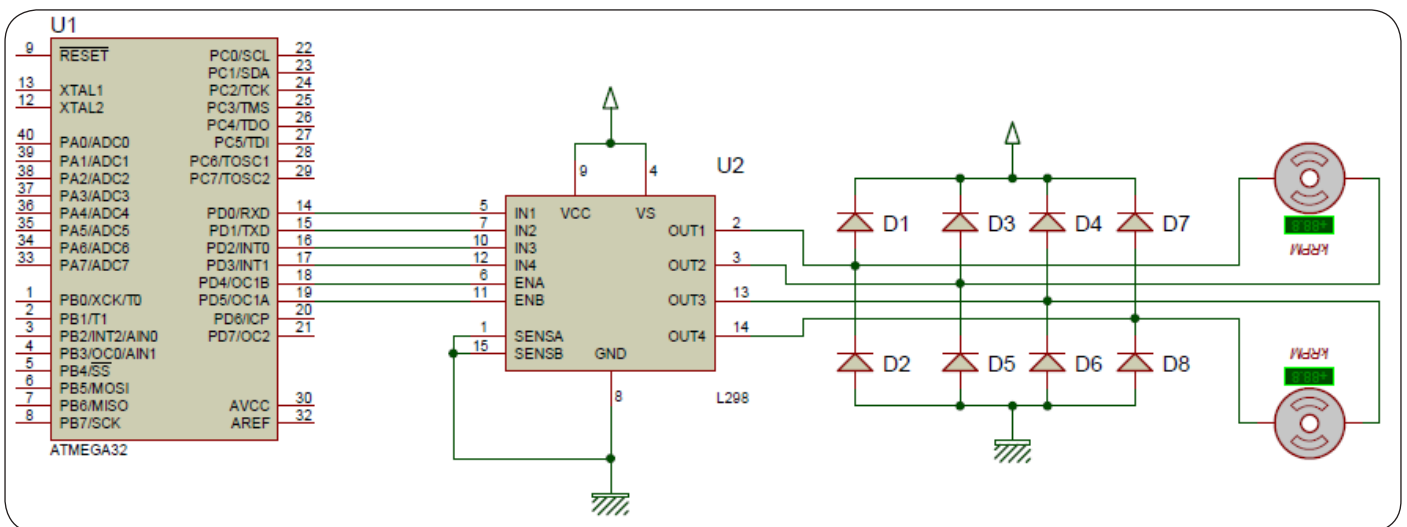 U1
9 RESET PC0/SCL 22
PC1/SDA 23
13 XTAL1 PC2/TCK 24
12 XTAL2 PC3/TMS 25
PC4/TDO 26
40 PA0/ADC0 PC5/TDI 27
39 PA1/ADC1 PC6/TOSC1 28
38 PA2/ADC2 PC7/TOSC2 29
37 PA3/ADC3
36 PA4/ADC4 PD0/RXD 14
35 PA5/ADC5 PD1/TXD 15
34 PA6/ADC6 PD2/INT0 16
33 PA7/ADC7 PD3/INT1 17
PD4/OC1B 18
1 PB0/XCK/T0 PD5/OC1A 19
2 PB1/T1 PD6/ICP 20
3 PB2/INT2/AIN0 PD7/OC2 21
4 PB3/OC0/AIN1
5 PB4/SS
6 PB5/MOSI
7 PB6/MISO AVCC 30
8 PB7/SCK AREF 32
ATMEGA32
U2
9 4
5 IN1 VCC VS
7 IN2 OUT1 2
10 IN3
12 IN4 OUT2 3
6 ENA
11 ENB OUT3 13
1 SENSA OUT4 14
15 SENSB GND
8
L298
D1 D3 D4 D7
D2 D5 D6 D8
kRPM
kRPM